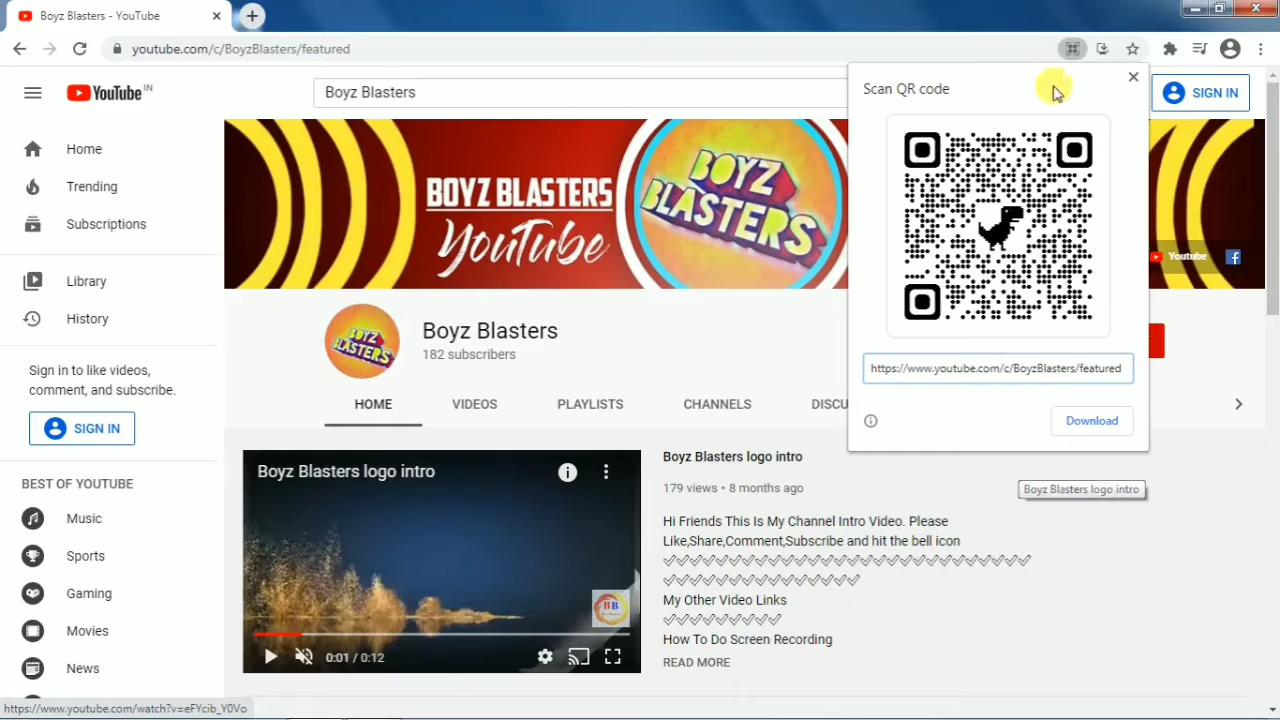 Boyz Blasters - YouTube
youtube.com/c/BoyzBlasters/featured
YouTube IN
Boyz Blasters
SIGN IN
Scan QR code
https://www.youtube.com/c/BoyzBlasters/featured
Download
Home
Trending
Subscriptions
Library
History
Sign in to like videos,
comment, and subscribe.
SIGN IN
BEST OF YOUTUBE
Music
Sports
Gaming
Movies
News
BOYZ BLASTERS
YouTube
BOYZ
BLASTERS
Youtube
BOYZ
BLASTERS
Boyz Blasters
182 subscribers
HOME
VIDEOS
PLAYLISTS
CHANNELS
DISCU
Boyz Blasters logo intro
BB
0:01 / 0:12
Boyz Blasters logo intro
179 views • 8 months ago
Boyz Blasters logo intro
Hi Friends This Is My Channel Intro Video. Please
Like,Share,Comment,Subscribe and hit the bell icon
My Other Video Links
How To Do Screen Recording
READ MORE
https://www.youtube.com/watch?v=eFYcib_Y0Vo